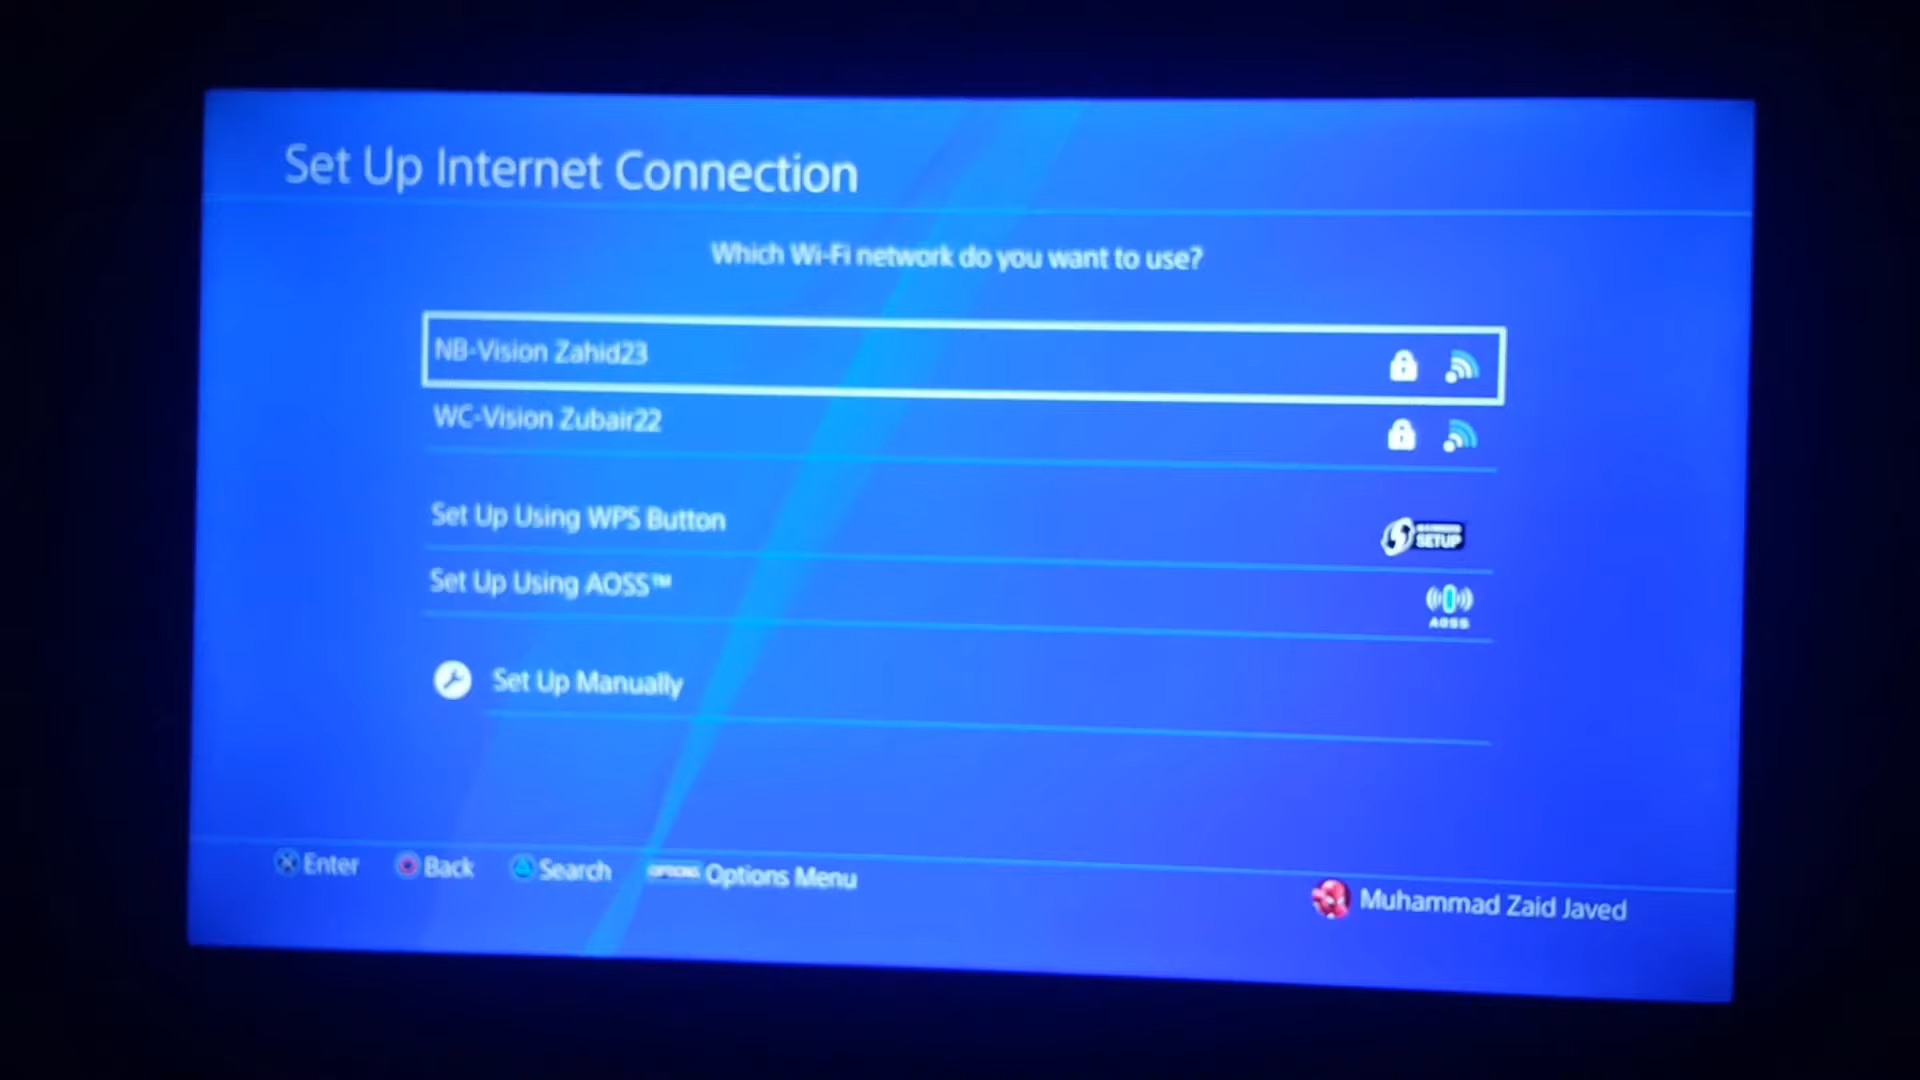 Set Up Internet Connection
Which Wi-Fi network do you want to use?
NB-Vision Zahid23
WC-Vision Zubair22
Set Up Using WPS Button
SETUP
Set Up Using AOSS™
AOSS
Set Up Manually
Enter Back Search OPTIONS Options Menu
Muhammad Zaid Javed